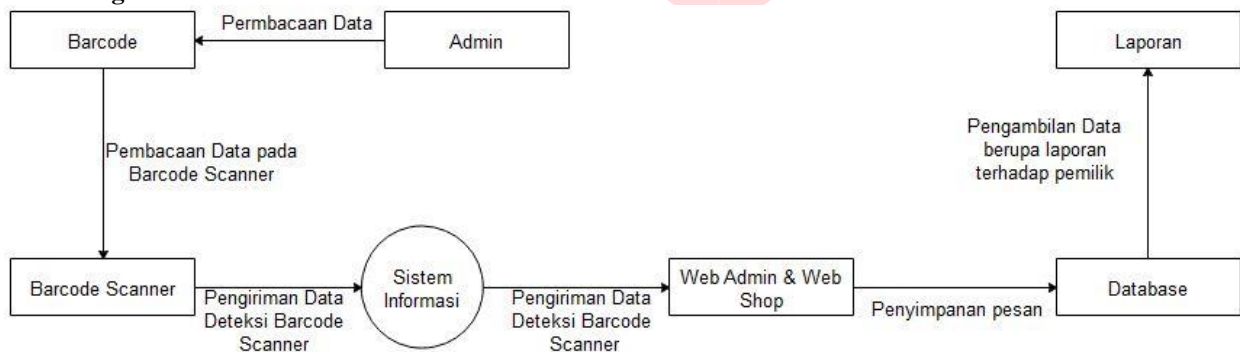 Barcode
Permbacaan Data
Admin
Laporan
Pembacaan Data pada
Barcode Scanner
Pengambilan Data
berupa laporan
terhadap pemilik
Barcode Scanner
Pengiriman Data
Deteksi Barcode
Scanner
Sistem
Informasi
Pengiriman Data
Deteksi Barcode
Scanner
Web Admin & Web
Shop
Penyimpanan pesan
Database